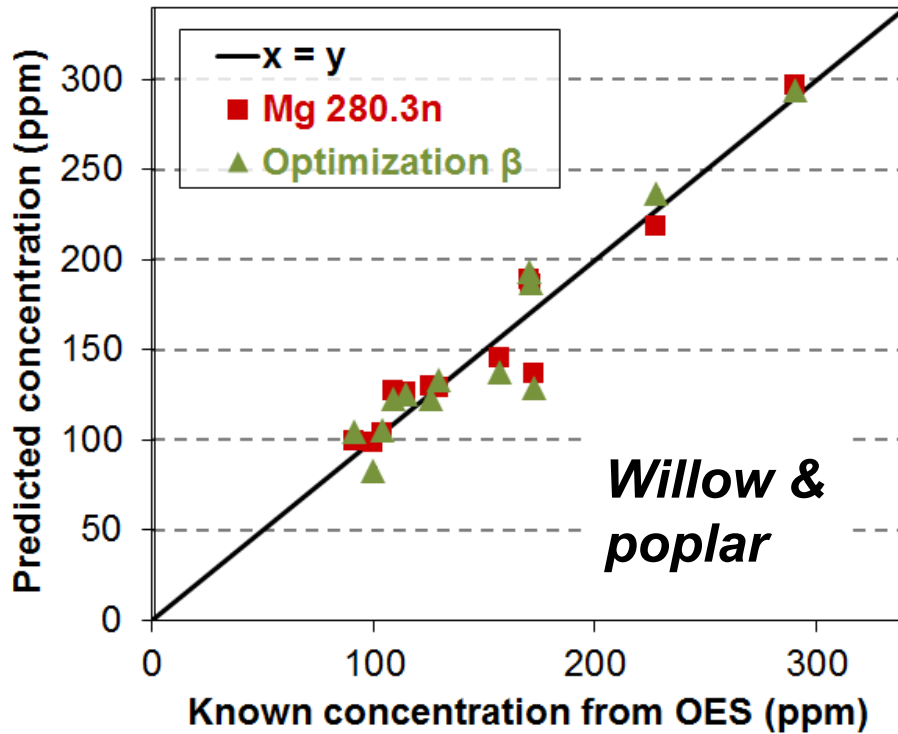 x = y
Mg 280.3n
Optimization β
Predicted concentration (ppm)
300
250
200
150
100
50
0
Willow &
poplar
0 100 200 300
Known concentration from OES (ppm)